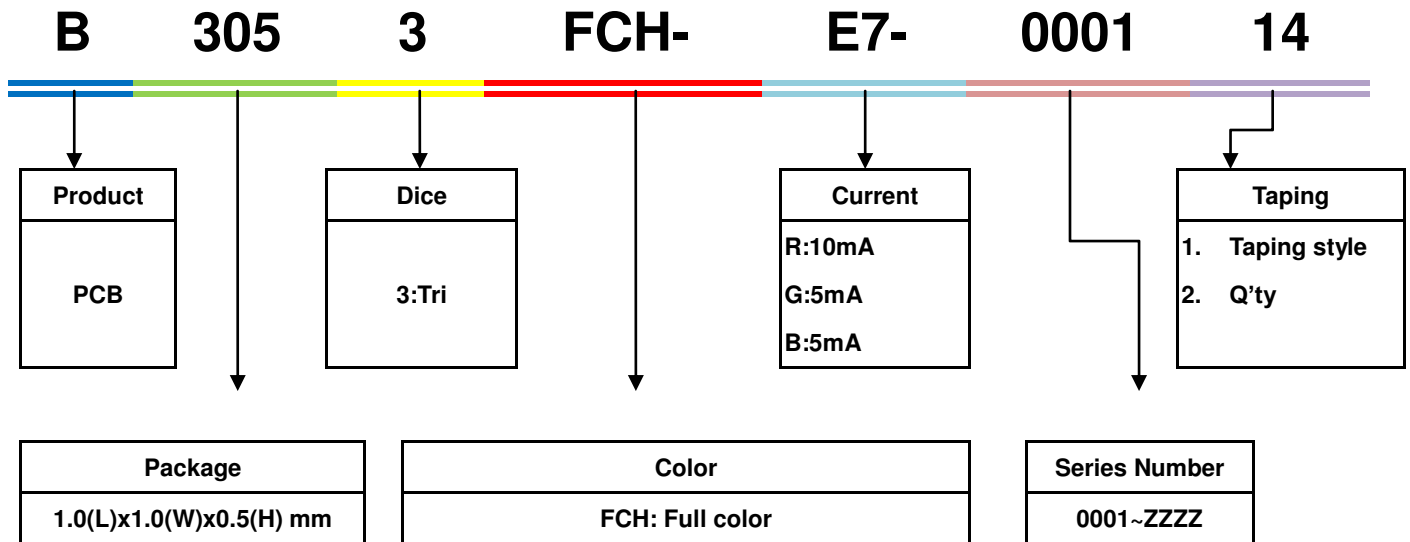 B 305 3 FCH- E7- 0001 14
Product
PCB
Dice
3:Tri
Current
R:10mA
G:5mA
B:5mA
Taping
1. Taping style
2. Q’ty
Package
1.0(L)x1.0(W)x0.5(H) mm
Color
FCH: Full color
Series Number
0001~ZZZZ